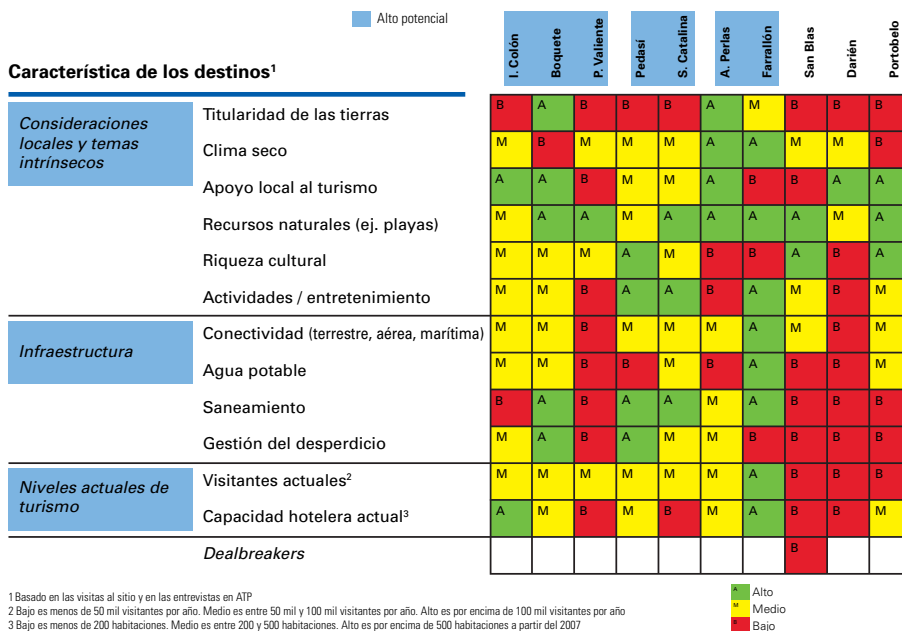 Alto potencial
Característica de los destinos1
I. Colón
Boquete
P. Valiente
Pedasí
S. Catalina
A. Perlas
Farrallón
San Blas
Darién
Portobelo
Consideraciones
locales y temas
intrínsecos
Titularidad de las tierras B A B B B A M B B B
Clima seco M B M M M A A M M B
Apoyo local al turismo A A B M M A B B A A
Recursos naturales (ej. playas) M A A M A A A A M A
Riqueza cultural M M M A M B B A B A
Actividades / entretenimiento M M B A A B A M B M
Infraestructura
Conectividad (terrestre, aérea, marítima) M M B M M M A M B M
Agua potable M M B B M B A B B M
Saneamiento B A B A A M A B B B
Gestión del desperdicio M A B A M M B B B B
Niveles actuales de
turismo
Visitantes actuales2 M M M M M M A B B B
Capacidad hotelera actual3 A M B M B M A B B M
Dealbreakers B
1 Basado en las visitas al sitio y en las entrevistas en ATP
2 Bajo es menos de 50 mil visitantes por año. Medio es entre 50 mil y 100 mil visitantes por año. Alto es por encima de 100 mil visitantes por año
3 Bajo es menos de 200 habitaciones. Medio es entre 200 y 500 habitaciones. Alto es por encima de 500 habitaciones a partir del 2007
A Alto
M Medio
B Bajo